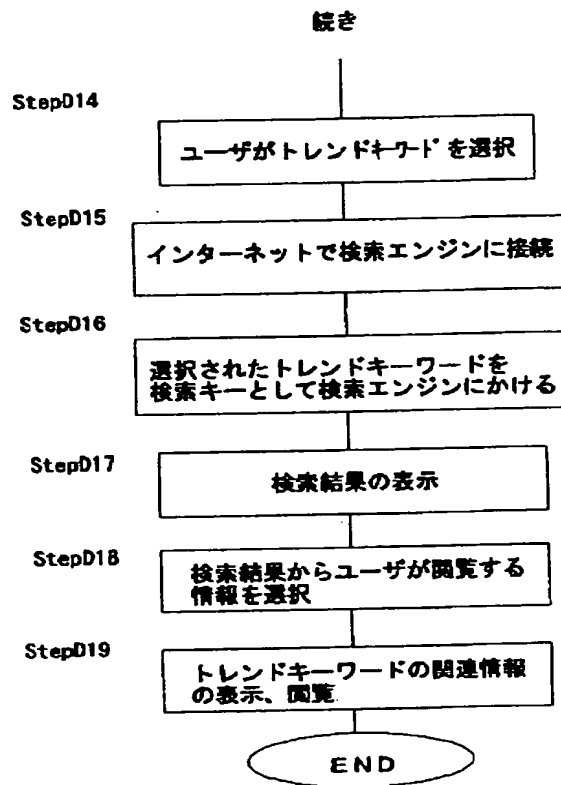 続き
StepD14
ユーザがトレンドキーワードを選択
StepD15
インターネットで検索エンジンに接続
StepD16
選択されたトレンドキーワードを
検索キーとして検索エンジンにかける
StepD17
検索結果の表示
StepD18
検索結果からユーザが閲覧する
情報を選択
StepD19
トレンドキーワードの関連情報
の表示、閲覧
END